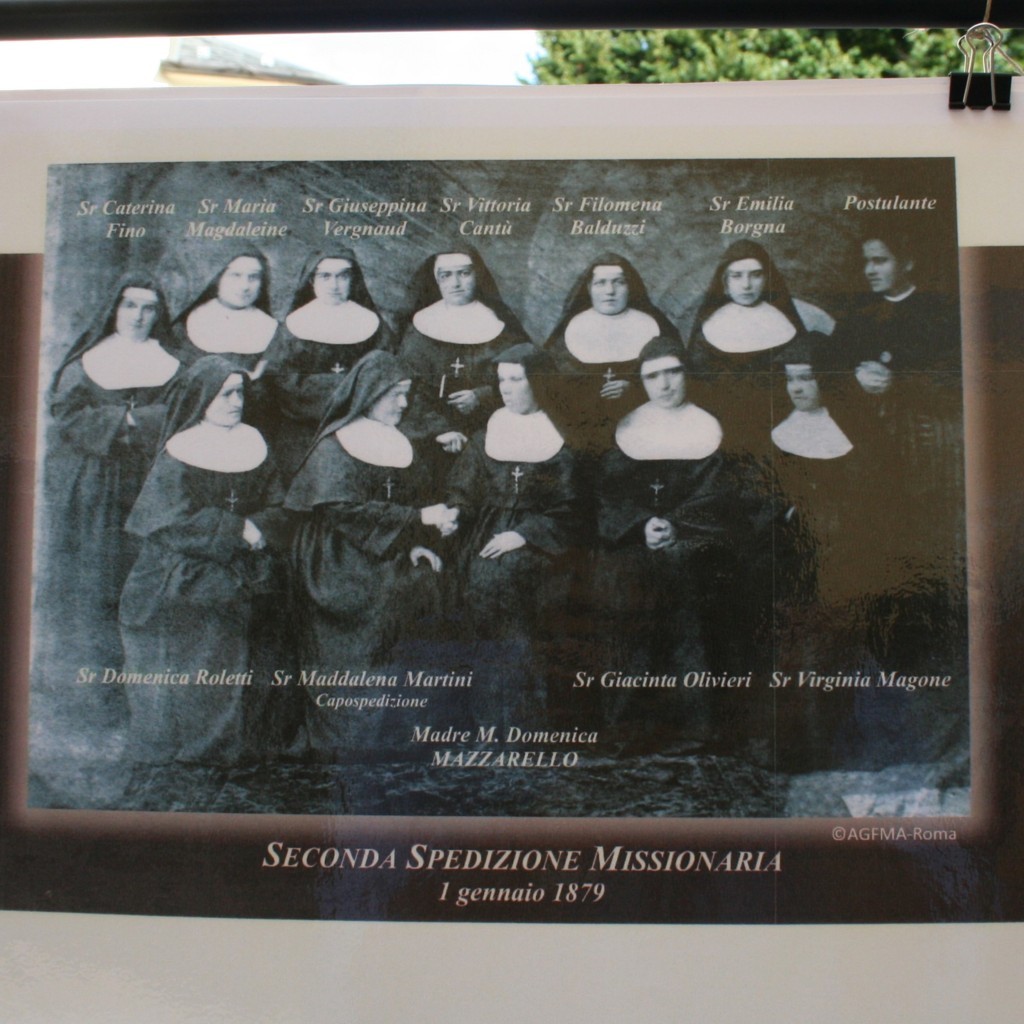 Sr Caterina Fino
Sr Maria Magdaleine
Sr Giuseppina Vergnaud
Sr Vittoria Cantù
Sr Filomena Balduzzi
Sr Emilia Borgna
Postulante
Sr Domenica Roletti
Sr Maddalena Martini
Capospedizione
Madre M. Domenica
MAZZARELLO
Sr Giacinta Olivieri
Sr Virginia Magone
©AGFMA-Roma
SECONDA SPEDIZIONE MISSIONARIA
1 gennaio 1879